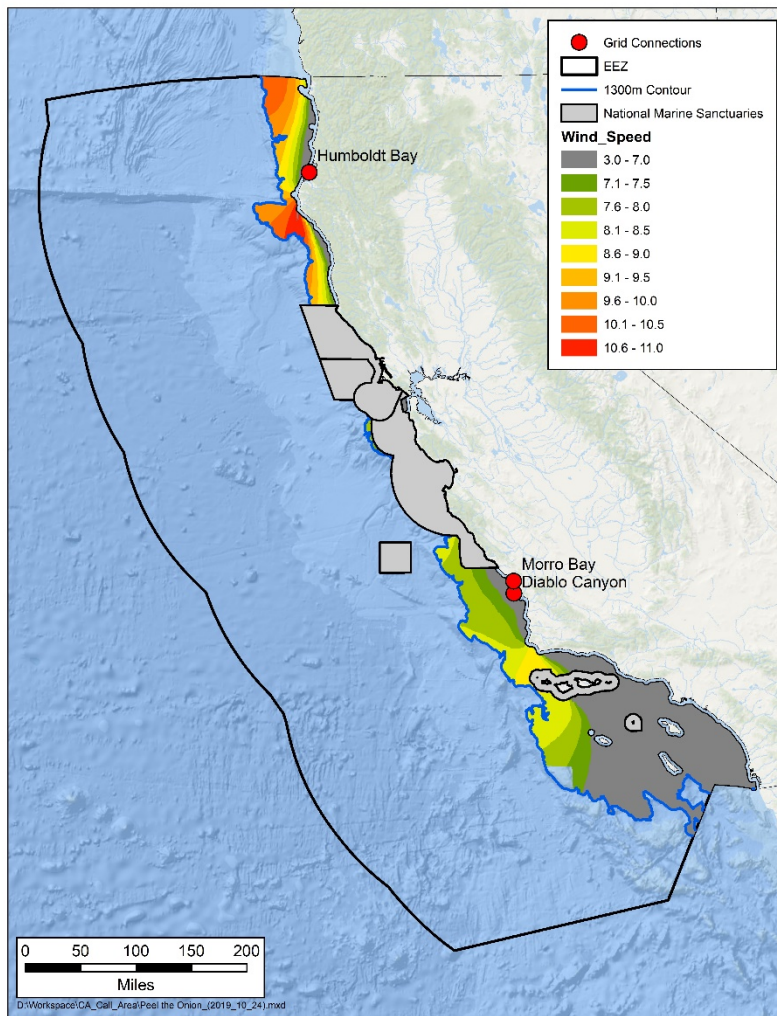 Grid Connections
EEZ
1300m Contour
National Marine Sanctuaries
Wind_Speed
3.0 - 7.0
7.1 - 7.5
7.6 - 8.0
8.1 - 8.5
8.6 - 9.0
9.1 - 9.5
9.6 - 10.0
10.1 - 10.5
10.6 - 11.0
Humboldt Bay
Morro Bay
Diablo Canyon
0 50 100 150 200
Miles
D:\Workspace\CA_Call_Area\Peel the Onion_(2019_10_24).mxd